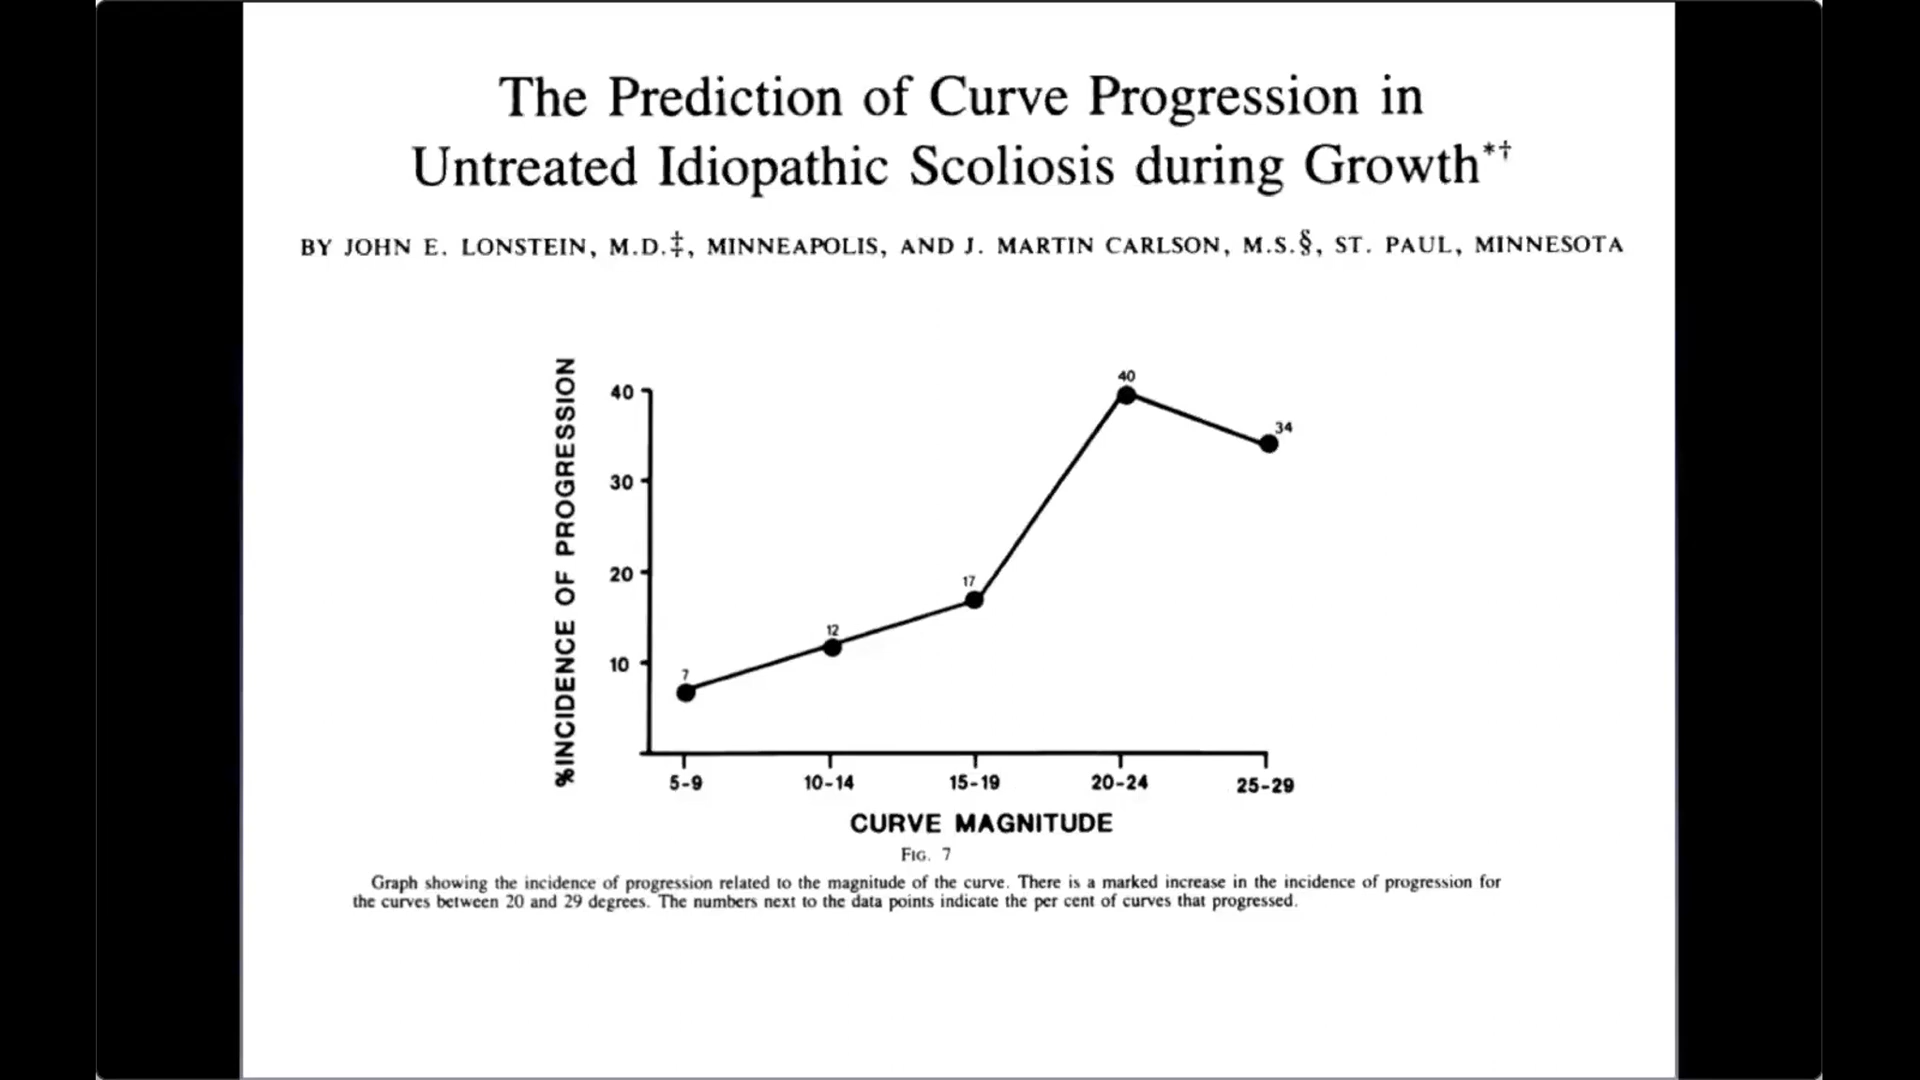 The Prediction of Curve Progression in
Untreated Idiopathic Scoliosis during Growth*†
BY JOHN E. LONSTEIN, M.D.‡, MINNEAPOLIS, AND J. MARTIN CARLSON, M.S.§, ST. PAUL, MINNESOTA
%INCIDENCE OF PROGRESSION
40
30
20
10
7
12
17
40
34
5-9
10-14
15-19
20-24
25-29
CURVE MAGNITUDE
FIG. 7
Graph showing the incidence of progression related to the magnitude of the curve. There is a marked increase in the incidence of progression for
the curves between 20 and 29 degrees. The numbers next to the data points indicate the per cent of curves that progressed.